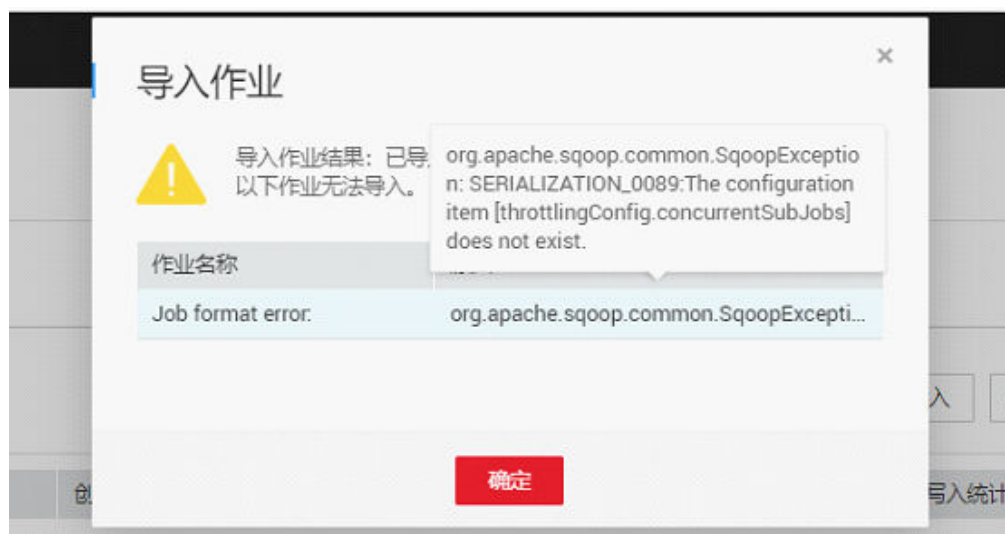 导入作业
导入作业结果：已导
以下作业无法导入。
org.apache.sqoop.common.SqoopExceptio
n: SERIALIZATION_0089:The configuration
item [throttlingConfig.concurrentSubJobs]
does not exist.
作业名称
Job format error:
org.apache.sqoop.common.SqoopExcepti...
入
确定
创
写入统计